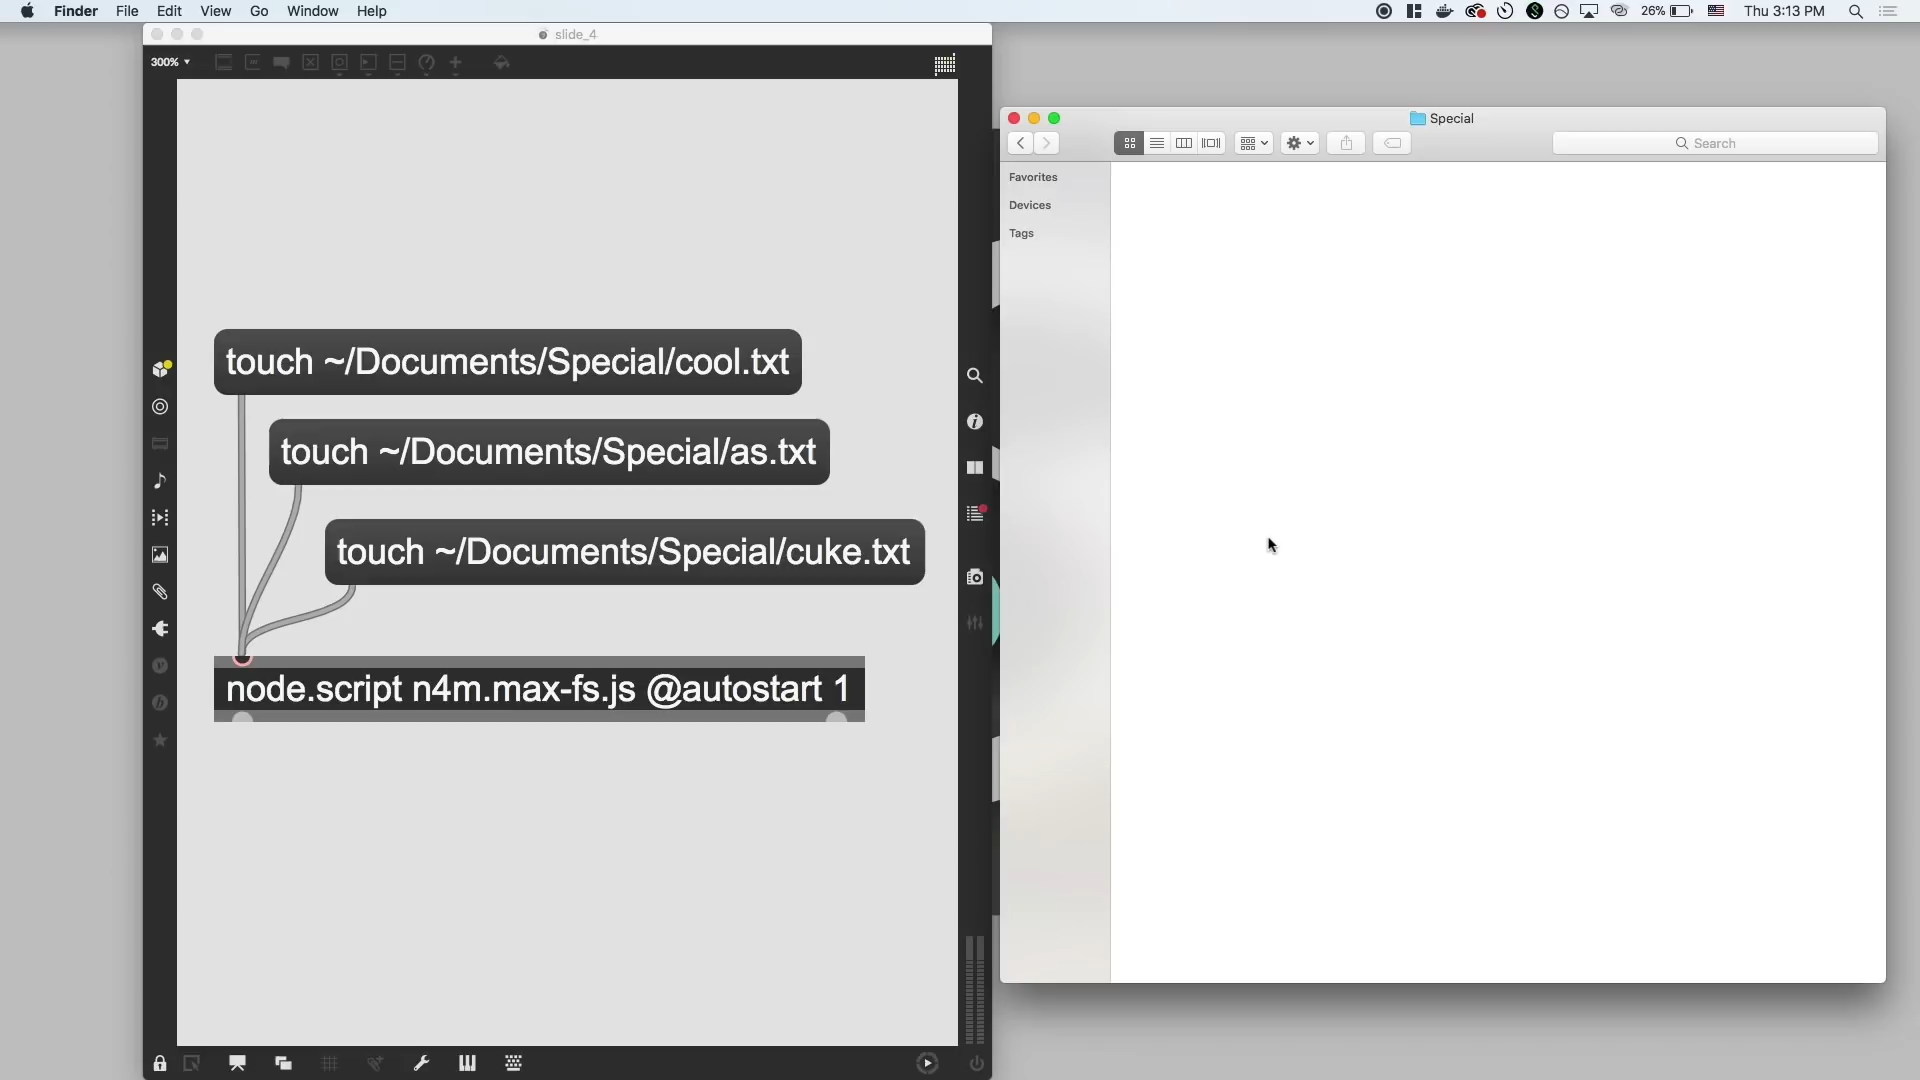 Finder File Edit View Go Window Help
26% Thu 3:13 PM
slide_4
300%
touch ~/Documents/Special/cool.txt
touch ~/Documents/Special/as.txt
touch ~/Documents/Special/cuke.txt
node.script n4m.max-fs.js @autostart 1
Special
Search
Favorites
Devices
Tags